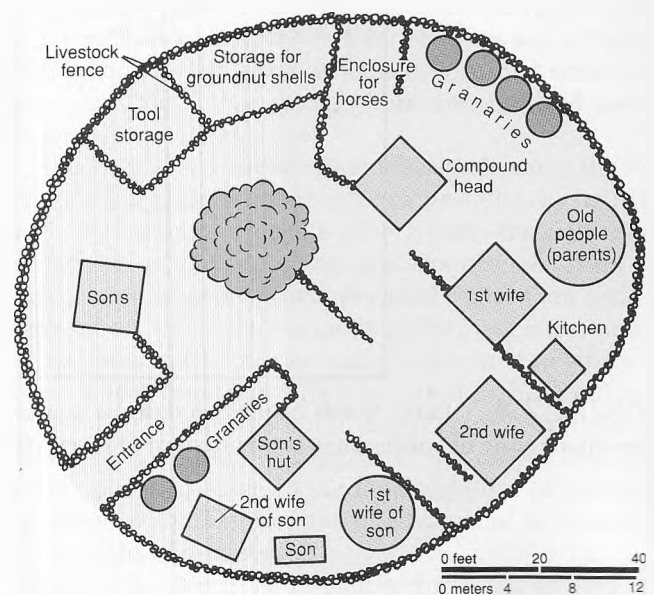 Livestock
fence
Storage for
groundnut shells
Enclosure
for
horses
Granaries
Tool
storage
Compound
head
Old
people
(parents)
Sons
1st wife
Kitchen
2nd wife
Entrance
Granaries
Son's
hut
2nd wife
of son
Son
1st
wife of
son
0 feet 20 40
0 meters 4 8 12